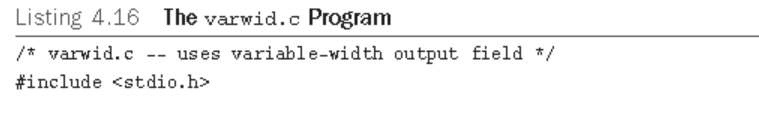 Listing 4.16 The varwid.c Program
/* varwid.c -- uses variable-width output field */
#include <stdio.h>